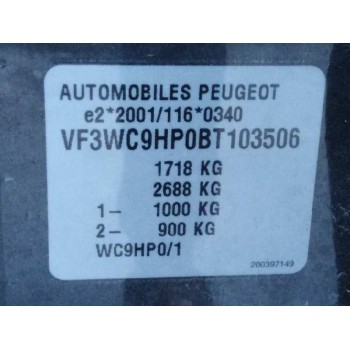 AUTOMOBILES PEUGEOT
e2*2001/116*0340
VF3WC9HP0BT103506
1718 KG
2688 KG
1- 1000 KG
2- 900 KG
WC9HP0/1
200397149